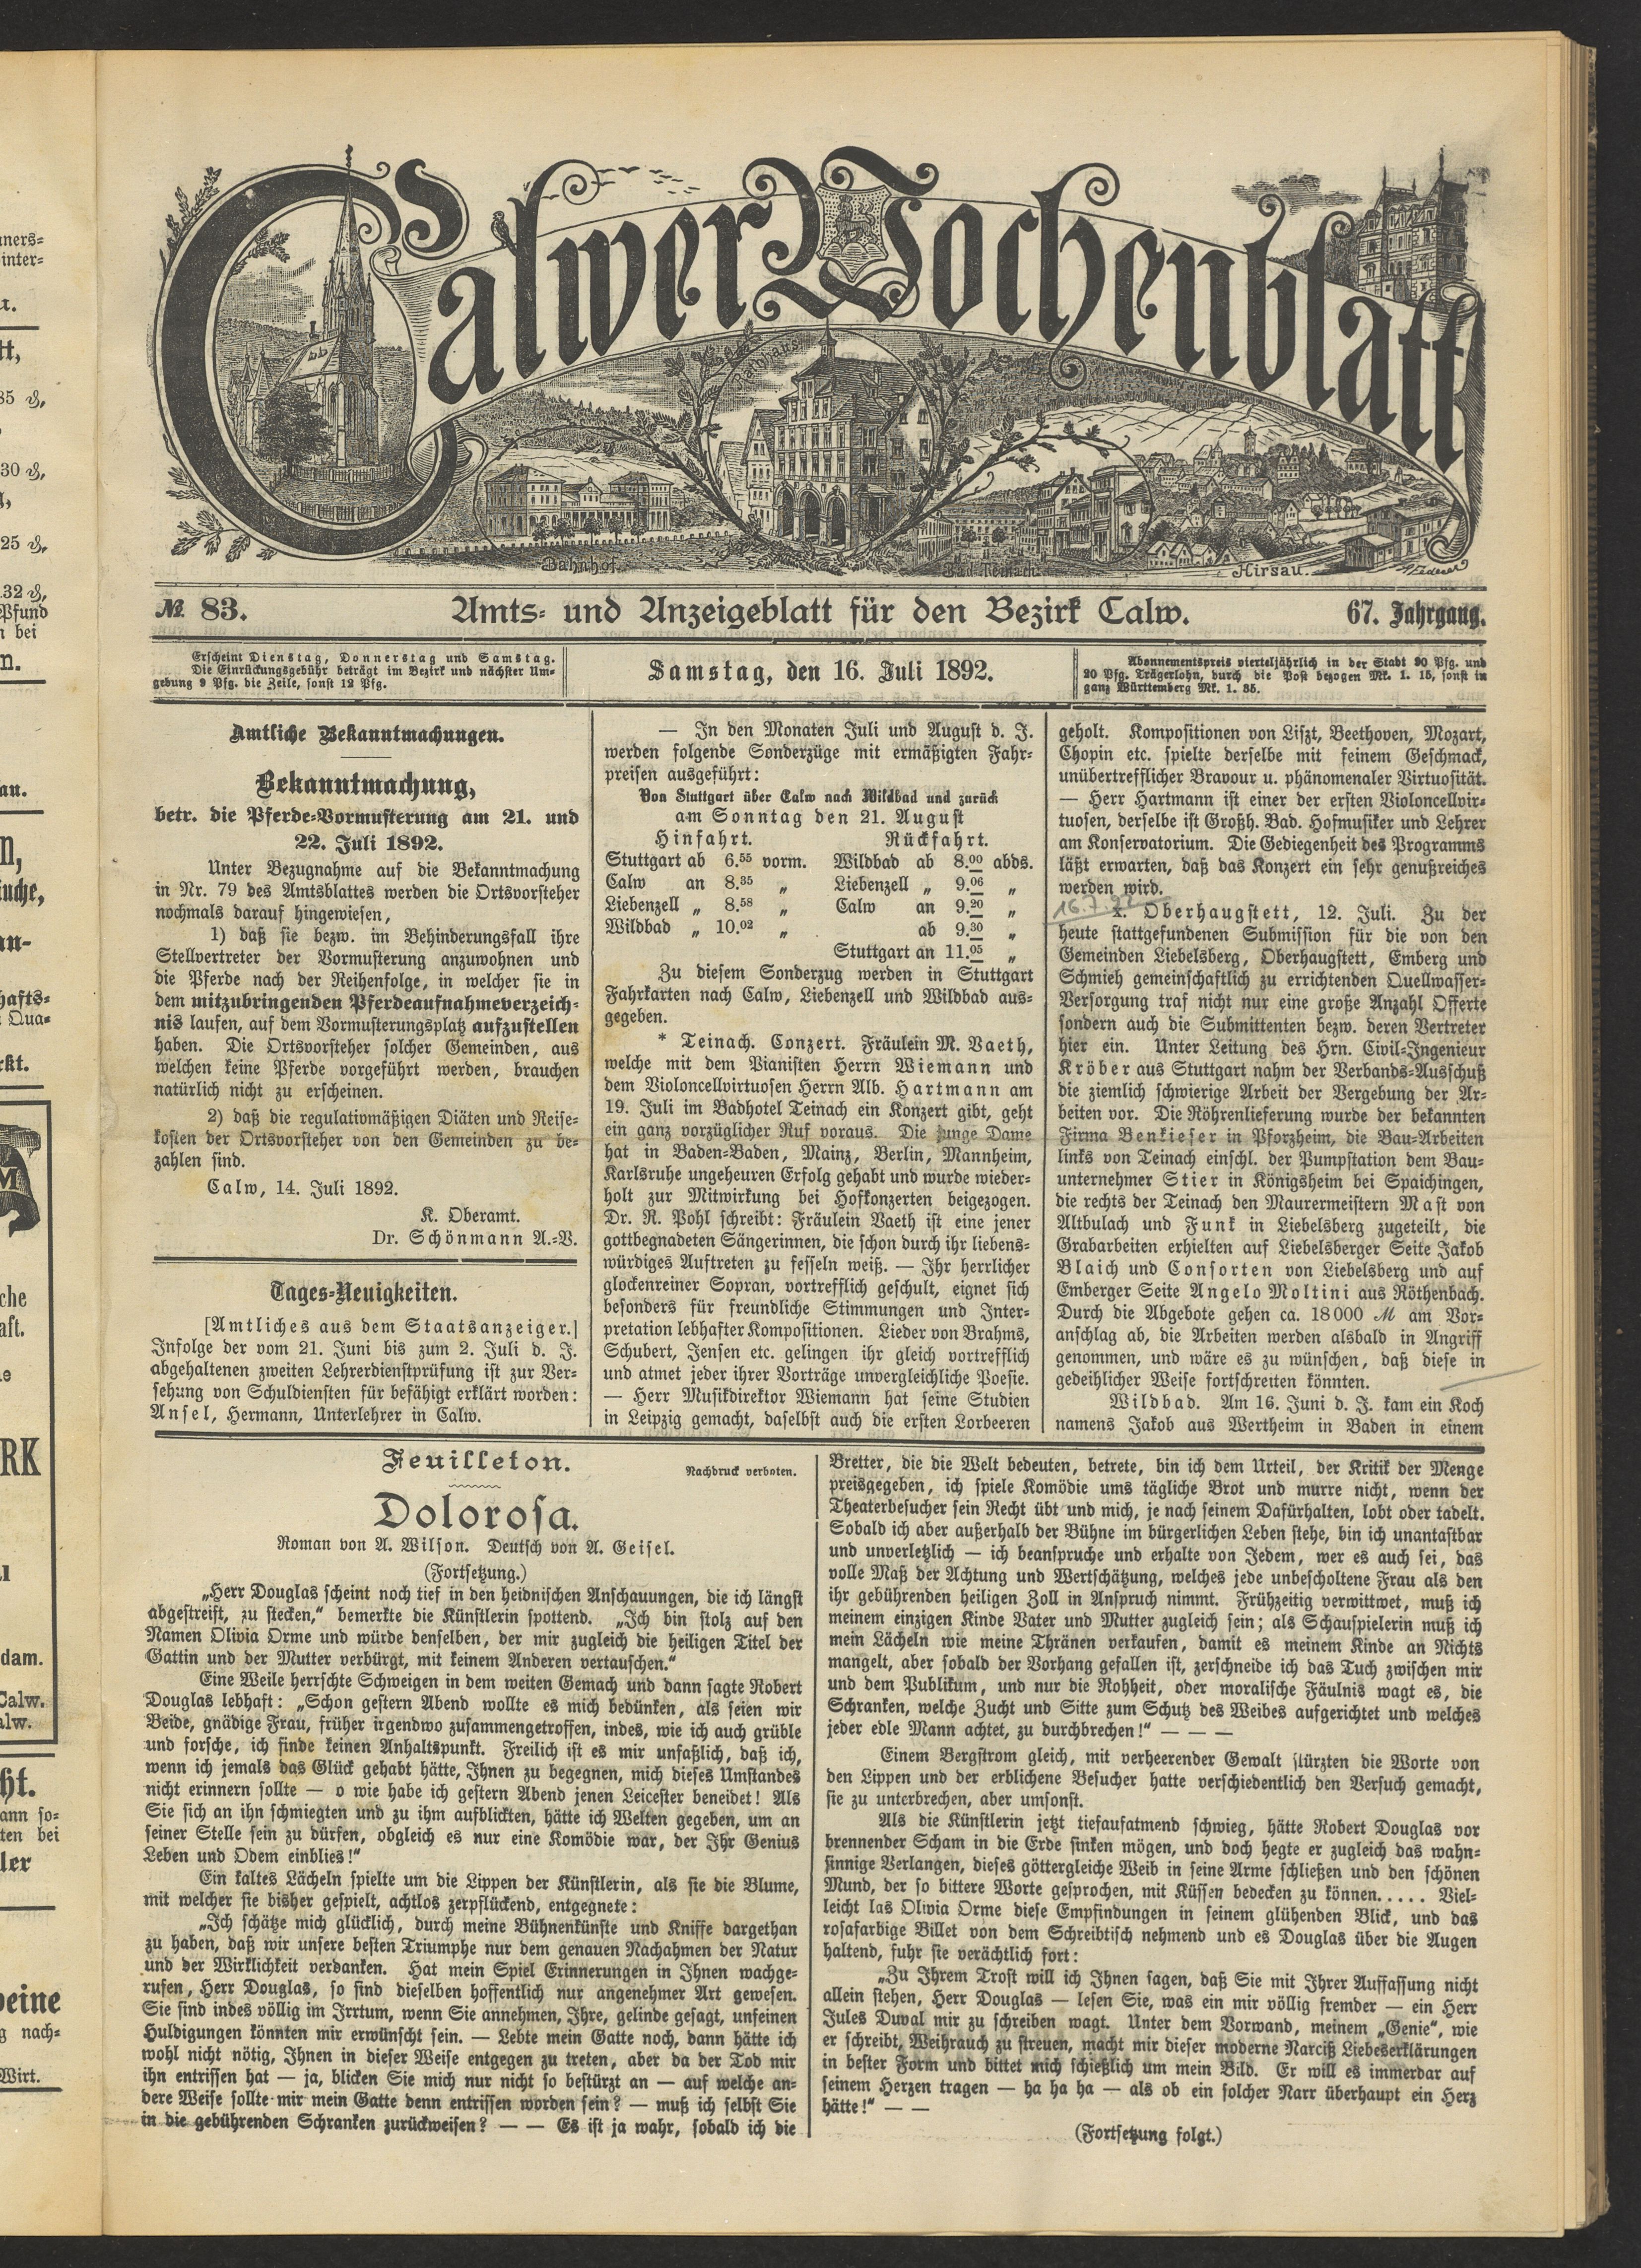 Calwer Wochenblatt
Rathhaus
Bahnhof.
Bad Teinach.
Hirsau.
№ 83.
Amts- und Anzeigeblatt für den Bezirk Calw.
67. Jahrgang.
Erscheint Dienstag, Donnerstag und Samstag.
Die Einrückungsgebühr beträgt im Bezirk und nächster Um-
gebung 9 Pfg. die Zeile, sonst 12 Pfg.
Samstag, den 16. Juli 1892.
Abonnementspreis vierteljährlich in der Stadt 90 Pfg. und
20 Pfg. Trägerlohn, durch die Post bezogen Mk. 1. 15, sonst in
ganz Württemberg Mk. 1. 35.
Amtliche Bekanntmachungen.
Bekanntmachung,
betr. die Pferde-Vormusterung am 21. und
22. Juli 1892.
Unter Bezugnahme auf die Bekanntmachung
in Nr. 79 des Amtsblattes werden die Ortsvorsteher
nochmals darauf hingewiesen,
1) daß sie bezw. im Behinderungsfall ihre
Stellvertreter der Vormusterung anzuwohnen und
die Pferde nach der Reihenfolge, in welcher sie in
dem mitzubringenden Pferdeaufnahmeverzeich-
nis laufen, auf dem Vormusterungsplatz aufzustellen
haben. Die Ortsvorsteher solcher Gemeinden, aus
welchen keine Pferde vorgeführt werden, brauchen
natürlich nicht zu erscheinen.
2) daß die regulativmäßigen Diäten und Reise-
kosten der Ortsvorsteher von den Gemeinden zu be-
zahlen sind.
Calw, 14. Juli 1892.
K. Oberamt.
Dr. Schönmann A.-V.
Tages-Neuigkeiten.
[Amtliches aus dem Staatsanzeiger.]
Infolge der vom 21. Juni bis zum 2. Juli d. J.
abgehaltenen zweiten Lehrerdienstprüfung ist zur Ver-
sehung von Schuldiensten für befähigt erklärt worden:
Ansel, Hermann, Unterlehrer in Calw.
— In den Monaten Juli und August d. J.
werden folgende Sonderzüge mit ermäßigten Fahr-
preisen ausgeführt:
Von Stuttgart über Calw nach Wildbad und zurück
am Sonntag den 21. August
Hinfahrt. Rückfahrt.
Stuttgart ab 6.55 vorm. Wildbad ab 8.00 abds.
Calw an 8.35 „ Liebenzell „ 9.06 „
Liebenzell „ 8.58 „ Calw an 9.20 „
Wildbad „ 10.02 „ ab 9.30 „
Stuttgart an 11.05 „
Zu diesem Sonderzug werden in Stuttgart
Fahrkarten nach Calw, Liebenzell und Wildbad aus-
gegeben.
* Teinach. Conzert. Fräulein M. Vaeth,
welche mit dem Pianisten Herrn Wiemann und
dem Violoncellvirtuosen Herrn Alb. Hartmann am
19. Juli im Badhotel Teinach ein Konzert gibt, geht
ein ganz vorzüglicher Ruf voraus. Die junge Dame
hat in Baden-Baden, Mainz, Berlin, Mannheim,
Karlsruhe ungeheuren Erfolg gehabt und wurde wieder-
holt zur Mitwirkung bei Hofkonzerten beigezogen.
Dr. R. Pohl schreibt: Fräulein Vaeth ist eine jener
gottbegnadeten Sängerinnen, die schon durch ihr liebens-
würdiges Auftreten zu fesseln weiß. — Ihr herrlicher
glockenreiner Sopran, vortrefflich geschult, eignet sich
besonders für freundliche Stimmungen und Inter-
pretation lebhafter Kompositionen. Lieder von Brahms,
Schubert, Jensen etc. gelingen ihr gleich vortrefflich
und atmet jeder ihrer Vorträge unvergleichliche Poesie.
— Herr Musikdirektor Wiemann hat seine Studien
in Leipzig gemacht, daselbst auch die ersten Lorbeeren
geholt. Kompositionen von Liszt, Beethoven, Mozart,
Chopin etc. spielte derselbe mit feinem Geschmack,
unübertrefflicher Bravour u. phänomenaler Virtuosität.
— Herr Hartmann ist einer der ersten Violoncellvir-
tuosen, derselbe ist Großh. Bad. Hofmusiker und Lehrer
am Konservatorium. Die Gediegenheit des Programms
läßt erwarten, daß das Konzert ein sehr genußreiches
werden wird.
16.7.92
x. Oberhaugstett, 12. Juli. Zu der
heute stattgefundenen Submission für die von den
Gemeinden Liebelsberg, Oberhaugstett, Emberg und
Schmieh gemeinschaftlich zu errichtenden Quellwasser-
Versorgung traf nicht nur eine große Anzahl Offerte
sondern auch die Submittenten bezw. deren Vertreter
hier ein. Unter Leitung des Hrn. Civil-Ingenieur
Kröber aus Stuttgart nahm der Verbands-Ausschuß
die ziemlich schwierige Arbeit der Vergebung der Ar-
beiten vor. Die Röhrenlieferung wurde der bekannten
Firma Benkieser in Pforzheim, die Bau-Arbeiten
links von Teinach einschl. der Pumpstation dem Bau-
unternehmer Stier in Königsheim bei Spaichingen,
die rechts der Teinach den Maurermeistern Mast von
Altbulach und Funk in Liebelsberg zugeteilt, die
Grabarbeiten erhielten auf Liebelsberger Seite Jakob
Blaich und Consorten von Liebelsberg und auf
Emberger Seite Angelo Moltini aus Röthenbach.
Durch die Abgebote gehen ca. 18000 M am Vor-
anschlag ab, die Arbeiten werden alsbald in Angriff
genommen, und wäre es zu wünschen, daß diese in
gedeihlicher Weise fortschreiten könnten.
Wildbad. Am 16. Juni d. J. kam ein Koch
namens Jakob aus Wertheim in Baden in einem
Feuilleton.
Nachdruck verboten.
Dolorosa.
Roman von A. Wilson. Deutsch von A. Geisel.
(Fortsetzung.)
„Herr Douglas scheint noch tief in den heidnischen Anschauungen, die ich längst
abgestreift, zu stecken,“ bemerkte die Künstlerin spottend. „Ich bin stolz auf den
Namen Olivia Orme und würde denselben, der mir zugleich die heiligen Titel der
Gattin und der Mutter verbürgt, mit keinem Anderen vertauschen.“
Eine Weile herrschte Schweigen in dem weiten Gemach und dann sagte Robert
Douglas lebhaft: „Schon gestern Abend wollte es mich bedünken, als seien wir
Beide, gnädige Frau, früher irgendwo zusammengetroffen, indes, wie ich auch grüble
und forsche, ich finde keinen Anhaltspunkt. Freilich ist es mir unfaßlich, daß ich,
wenn ich jemals das Glück gehabt hätte, Ihnen zu begegnen, mich dieses Umstandes
nicht erinnern sollte — o wie habe ich gestern Abend jenen Leicester beneidet! Als
Sie sich an ihn schmiegten und zu ihm aufblickten, hätte ich Welten gegeben, um an
seiner Stelle sein zu dürfen, obgleich es nur eine Komödie war, der Ihr Genius
Leben und Odem einblies!“
Ein kaltes Lächeln spielte um die Lippen der Künstlerin, als sie die Blume,
mit welcher sie bisher gespielt, achtlos zerpflückend, entgegnete:
„Ich schätze mich glücklich, durch meine Bühnenkünste und Kniffe dargethan
zu haben, daß wir unsere besten Triumphe nur dem genauen Nachahmen der Natur
und der Wirklichkeit verdanken. Hat mein Spiel Erinnerungen in Ihnen wachge-
rufen, Herr Douglas, so sind dieselben hoffentlich nur angenehmer Art gewesen.
Sie sind indes völlig im Irrtum, wenn Sie annehmen, Ihre, gelinde gesagt, unfeinen
Huldigungen könnten mir erwünscht sein. — Lebte mein Gatte noch, dann hätte ich
wohl nicht nötig, Ihnen in dieser Weise entgegen zu treten, aber da der Tod mir
ihn entrissen hat — ja, blicken Sie mich nur nicht so bestürzt an — auf welche an-
dere Weise sollte mir mein Gatte denn entrissen worden sein? — muß ich selbst Sie
in die gebührenden Schranken zurückweisen? — — Es ist ja wahr, sobald ich die
Bretter, die die Welt bedeuten, betrete, bin ich dem Urteil, der Kritik der Menge
preisgegeben, ich spiele Komödie ums tägliche Brot und murre nicht, wenn der
Theaterbesucher sein Recht übt und mich, je nach seinem Dafürhalten, lobt oder tadelt.
Sobald ich aber außerhalb der Bühne im bürgerlichen Leben stehe, bin ich unantastbar
und unverletzlich — ich beanspruche und erhalte von Jedem, wer es auch sei, das
volle Maß der Achtung und Wertschätzung, welches jede unbescholtene Frau als den
ihr gebührenden heiligen Zoll in Anspruch nimmt. Frühzeitig verwittwet, muß ich
meinem einzigen Kinde Vater und Mutter zugleich sein; als Schauspielerin muß ich
mein Lächeln wie meine Thränen verkaufen, damit es meinem Kinde an Nichts
mangelt, aber sobald der Vorhang gefallen ist, zerschneide ich das Tuch zwischen mir
und dem Publikum, und nur die Rohheit, oder moralische Fäulnis wagt es, die
Schranken, welche Zucht und Sitte zum Schutz des Weibes aufgerichtet und welches
jeder edle Mann achtet, zu durchbrechen!“ — — —
Einem Bergstrom gleich, mit verheerender Gewalt stürzten die Worte von
den Lippen und der erblichene Besucher hatte verschiedentlich den Versuch gemacht,
sie zu unterbrechen, aber umsonst.
Als die Künstlerin jetzt tiefaufatmend schwieg, hätte Robert Douglas vor
brennender Scham in die Erde sinken mögen, und doch hegte er zugleich das wahn-
sinnige Verlangen, dieses göttergleiche Weib in seine Arme schließen und den schönen
Mund, der so bittere Worte gesprochen, mit Küssen bedecken zu können..... Viel-
leicht las Olivia Orme diese Empfindungen in seinem glühenden Blick, und das
rosafarbige Billet von dem Schreibtisch nehmend und es Douglas über die Augen
haltend, fuhr sie verächtlich fort:
„Zu Ihrem Trost will ich Ihnen sagen, daß Sie mit Ihrer Auffassung nicht
allein stehen, Herr Douglas — lesen Sie, was ein mir völlig fremder — ein Herr
Jules Duval mir zu schreiben wagt. Unter dem Vorwand, meinem „Genie“, wie
er schreibt, Weihrauch zu streuen, macht mir dieser moderne Narciß Liebeserklärungen
in bester Form und bittet mich schießlich um mein Bild. Er will es immerdar auf
seinem Herzen tragen — ha ha ha — als ob ein solcher Narr überhaupt ein Herz
hätte!“ — —
(Fortsetzung folgt.)